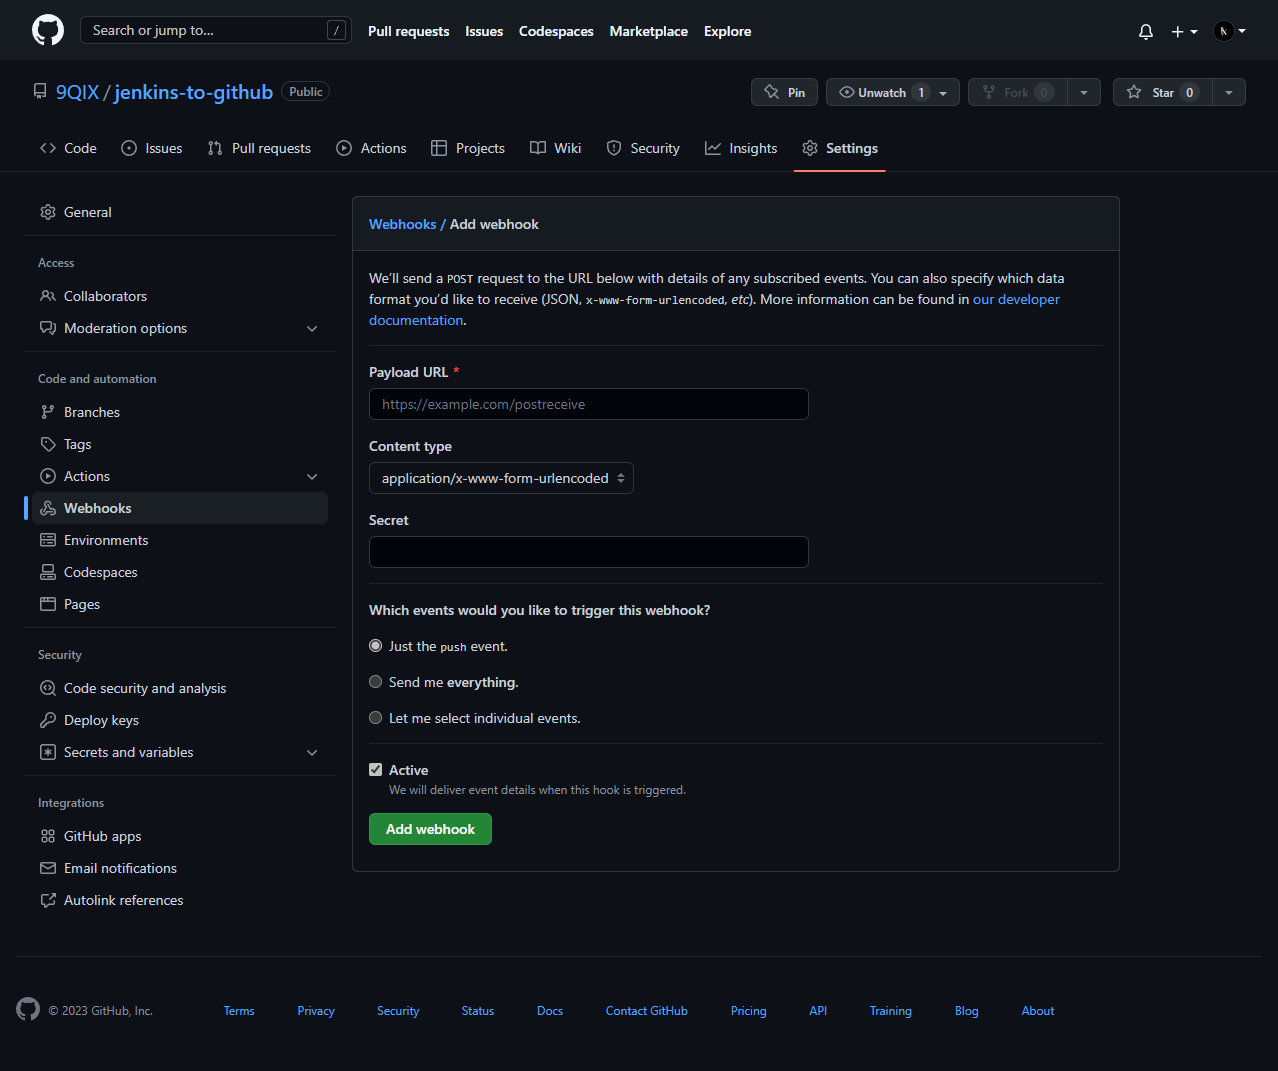 Search or jump to... /
Pull requests Issues Codespaces Marketplace Explore
9QIX / jenkins-to-github Public
Pin Unwatch 1 Fork 0 Star 0
Code Issues Pull requests Actions Projects Wiki Security Insights Settings
General
Access
Collaborators
Moderation options
Code and automation
Branches
Tags
Actions
Webhooks
Environments
Codespaces
Pages
Security
Code security and analysis
Deploy keys
Secrets and variables
Integrations
GitHub apps
Email notifications
Autolink references
Webhooks / Add webhook
We’ll send a POST request to the URL below with details of any subscribed events. You can also specify which data
format you’d like to receive (JSON, x-www-form-urlencoded, etc). More information can be found in our developer
documentation.
Payload URL *
https://example.com/postreceive
Content type
application/x-www-form-urlencoded
Secret
Which events would you like to trigger this webhook?
Just the push event.
Send me everything.
Let me select individual events.
Active
We will deliver event details when this hook is triggered.
Add webhook
© 2023 GitHub, Inc. Terms Privacy Security Status Docs Contact GitHub Pricing API Training Blog About